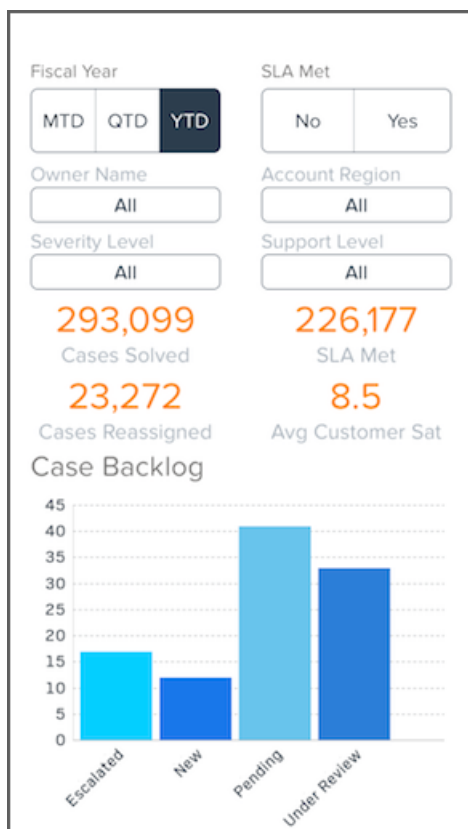 Fiscal Year SLA Met
MTD QTD YTD No Yes
Owner Name Account Region
All All
Severity Level Support Level
All All
293,099 226,177
Cases Solved SLA Met
23,272 8.5
Cases Reassigned Avg Customer Sat
Case Backlog
45
40
35
30
25
20
15
10
5
0
Escalated New Pending Under Review